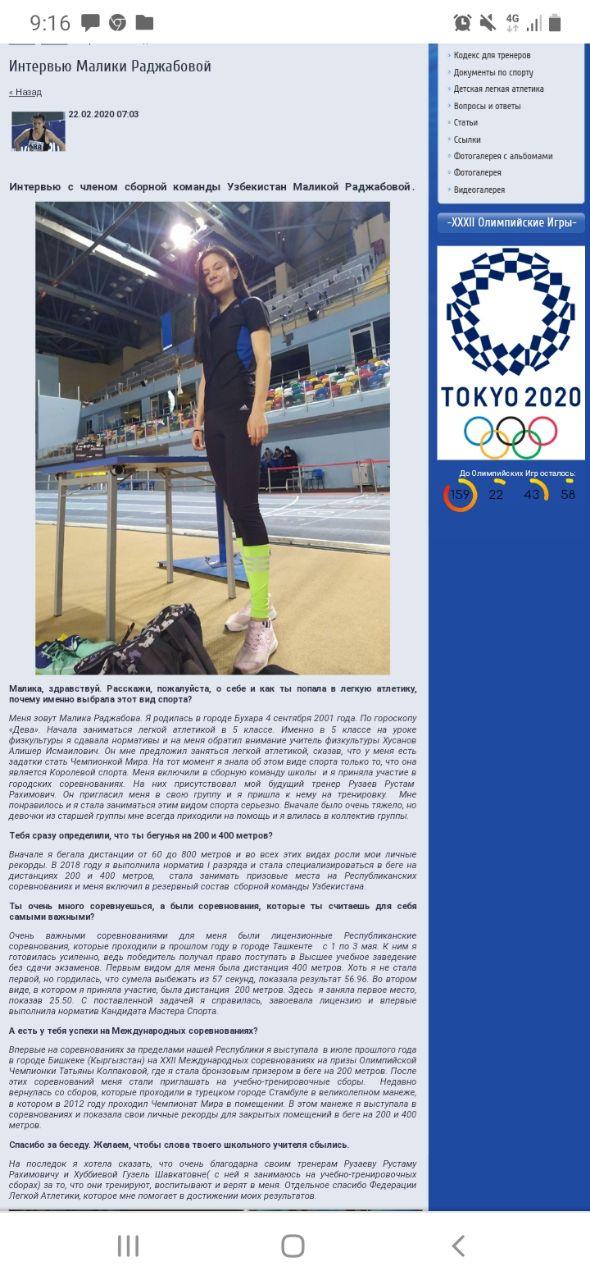 9:16
4G
Интервью Малики Раджабовой
« Назад
22.02.2020 07:03
Интервью с членом сборной команды Узбекистан Маликой Раджабовой.
Малика, здравствуй. Расскажи, пожалуйста, о себе и как ты попала в легкую атлетику,
почему именно выбрала этот вид спорта?
Меня зовут Малика Раджабова. Я родилась в городе Бухара 4 сентября 2001 года. По гороскопу
«Дева». Начала заниматься легкой атлетикой в 5 классе. Именно в 5 классе на уроке
физкультуры я сдавала нормативы и на меня обратил внимание учитель физкультуры Хусанов
Алишер Исмаилович. Он мне предложил заняться легкой атлетикой, сказав, что у меня есть
задатки стать Чемпионкой Мира. На тот момент я знала об этом виде спорта только то, что она
является Королевой спорта. Меня включили в сборную команду школы и я приняла участие в
городских соревнованиях. На них присутствовал мой будущий тренер Рузаев Рустам
Рахимович. Он пригласил меня в свою группу и я пришла к нему на тренировку. Мне
понравилось и я стала заниматься этим видом спорта серьезно. Вначале было очень тяжело, но
девочки из старшей группы мне всегда приходили на помощь и я влилась в коллектив группы.
Тебя сразу определили, что ты бегунья на 200 и 400 метров?
Вначале я бегала дистанции от 60 до 800 метров и во всех этих видах росли мои личные
рекорды. В 2018 году я выполнила норматив I разряда и стала специализироваться в беге на
дистанциях 200 и 400 метров, стала занимать призовые места на Республиканских
соревнованиях и меня включил в резервный состав сборной команды Узбекистана.
Ты очень много соревнуешься, а были соревнования, которые ты считаешь для себя
самыми важными?
Очень важными соревнованиями для меня были лицензионные Республиканские
соревнования, которые проходили в прошлом году в городе Ташкенте с 1 по 3 мая. К ним я
готовилась усиленно, ведь победитель получал право поступать в Высшее учебное заведение
без сдачи экзаменов. Первым видом для меня была дистанция 400 метров. Хоть я не стала
первой, но гордилась, что сумела выбежать из 57 секунд, показала результат 56.96. Во втором
виде, в котором я приняла участие, была дистанция 200 метров. Здесь я заняла первое место,
показав 25.50. С поставленной задачей я справилась, завоевала лицензию и впервые
выполнила норматив Кандидата Мастера Спорта.
А есть у тебя успехи на Международных соревнованиях?
Впервые на соревнованиях за пределами нашей Республики я выступала в июле прошлого года
в городе Бишкеке (Кыргызстан) на XXII Международных соревнованиях на призы Олимпийской
Чемпионки Татьяны Колпаковой, где я стала бронзовым призером в беге на 200 метров. После
этих соревнований меня стали приглашать на учебно-тренировочные сборы. Недавно
вернулась со сборов, которые проходили в турецком городе Стамбуле в великолепном манеже,
в котором в 2012 году проходил Чемпионат Мира в помещении. В этом манеже я выступала в
соревнованиях и показала свои личные рекорды для закрытых помещений в беге на 200 и 400
метров.
Спасибо за беседу. Желаем, чтобы слова твоего школьного учителя сбылись.
На последок я хотела сказать, что очень благодарна своим тренерам Рузаеву Рустаму
Рахимовичу и Хуббиевой Гузель Шавкатовне( с ней я занимаюсь на учебно-тренировочных
сборах) за то, что они тренируют, воспитывают и верят в меня. Отдельное спасибо Федерации
Легкой Атлетики, которое мне помогает в достижении моих результатов.
Кодекс для тренеров
Документы по спорту
Детская легкая атлетика
Вопросы и ответы
Статьи
Ссылки
Фотогалерея с альбомами
Фотогалерея
Видеогалерея
-XXXII Олимпийские Игры-
TOKYO 2020
До Олимпийских Игр осталось:
159 22 43 58